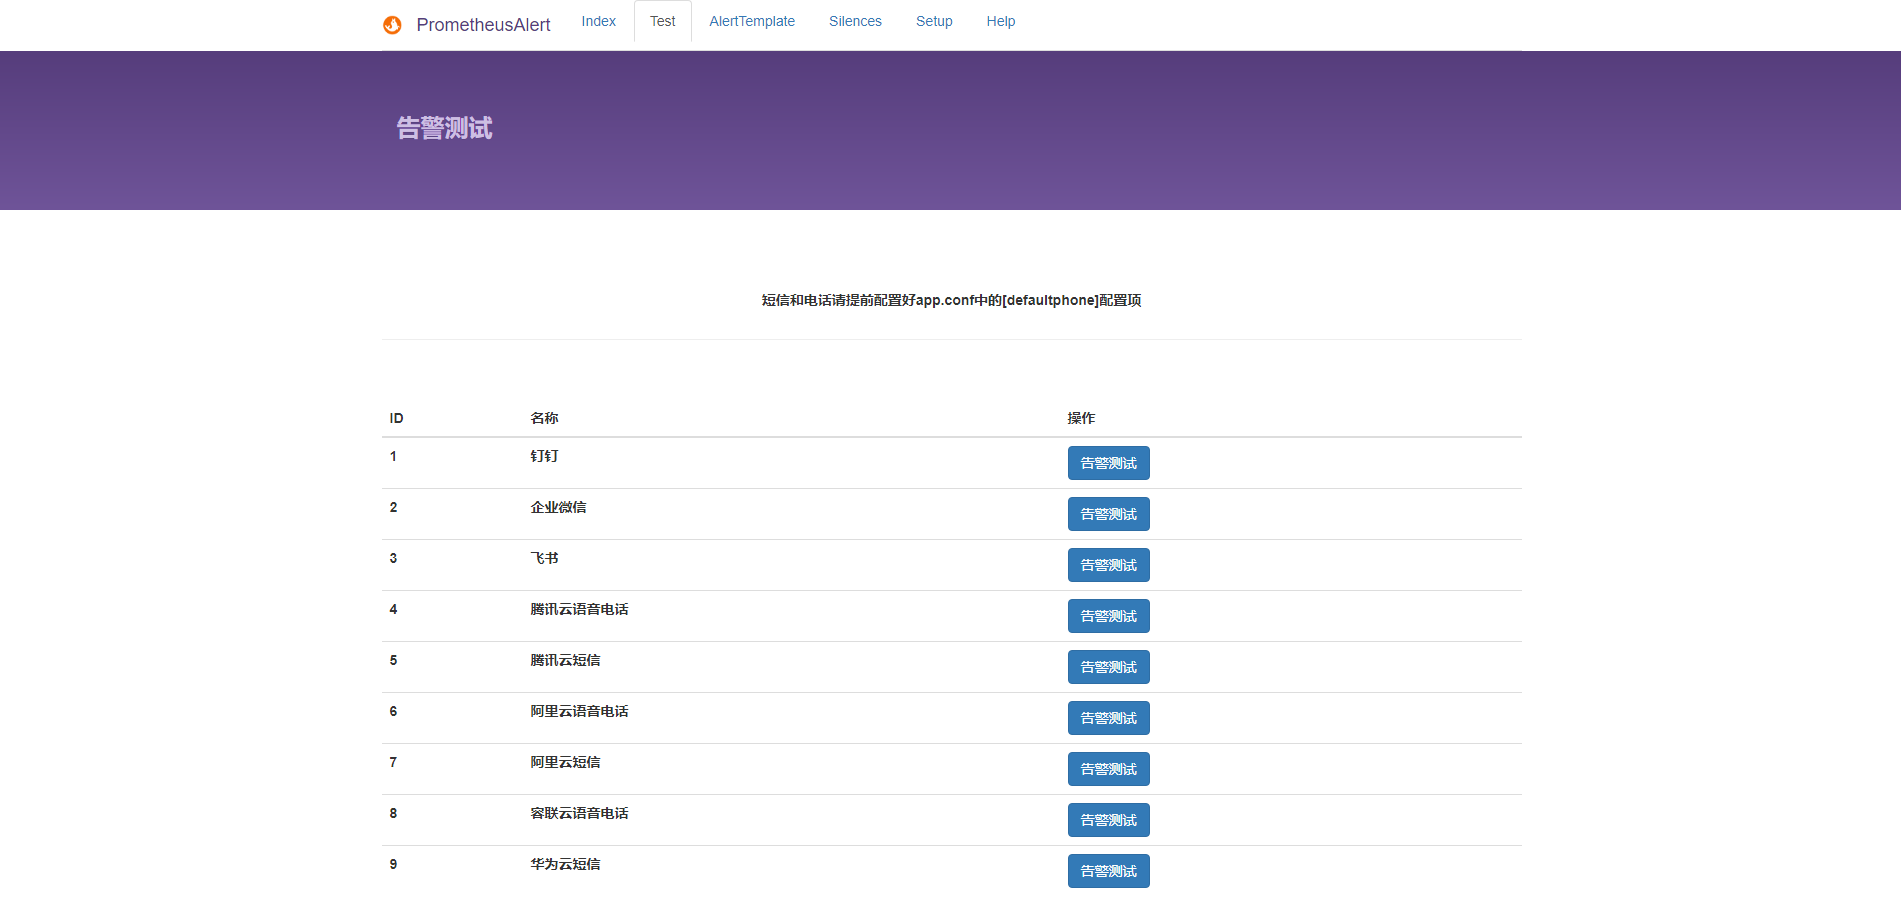 PrometheusAlert Index Test AlertTemplate Silences Setup Help
告警测试
短信和电话请提前配置好app.conf中的[defaultphone]配置项
ID 名称 操作
1 钉钉 告警测试
2 企业微信 告警测试
3 飞书 告警测试
4 腾讯云语音电话 告警测试
5 腾讯云短信 告警测试
6 阿里云语音电话 告警测试
7 阿里云短信 告警测试
8 容联云语音电话 告警测试
9 华为云短信 告警测试